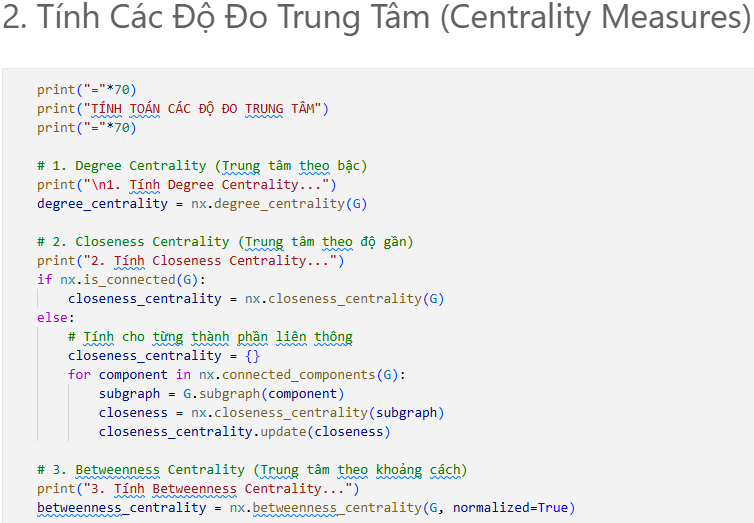 2. Tính Các Độ Đo Trung Tâm (Centrality Measures)
print("="*70)
print("TÍNH TOÁN CÁC ĐỘ ĐO TRUNG TÂM")
print("="*70)

# 1. Degree Centrality (Trung tâm theo bậc)
print("\n1. Tính Degree Centrality...")
degree_centrality = nx.degree_centrality(G)

# 2. Closeness Centrality (Trung tâm theo độ gần)
print("2. Tính Closeness Centrality...")
if nx.is_connected(G):
    closeness_centrality = nx.closeness_centrality(G)
else:
    # Tính cho từng thành phần liên thông
    closeness_centrality = {}
    for component in nx.connected_components(G):
        subgraph = G.subgraph(component)
        closeness = nx.closeness_centrality(subgraph)
        closeness_centrality.update(closeness)

# 3. Betweenness Centrality (Trung tâm theo khoảng cách)
print("3. Tính Betweenness Centrality...")
betweenness_centrality = nx.betweenness_centrality(G, normalized=True)